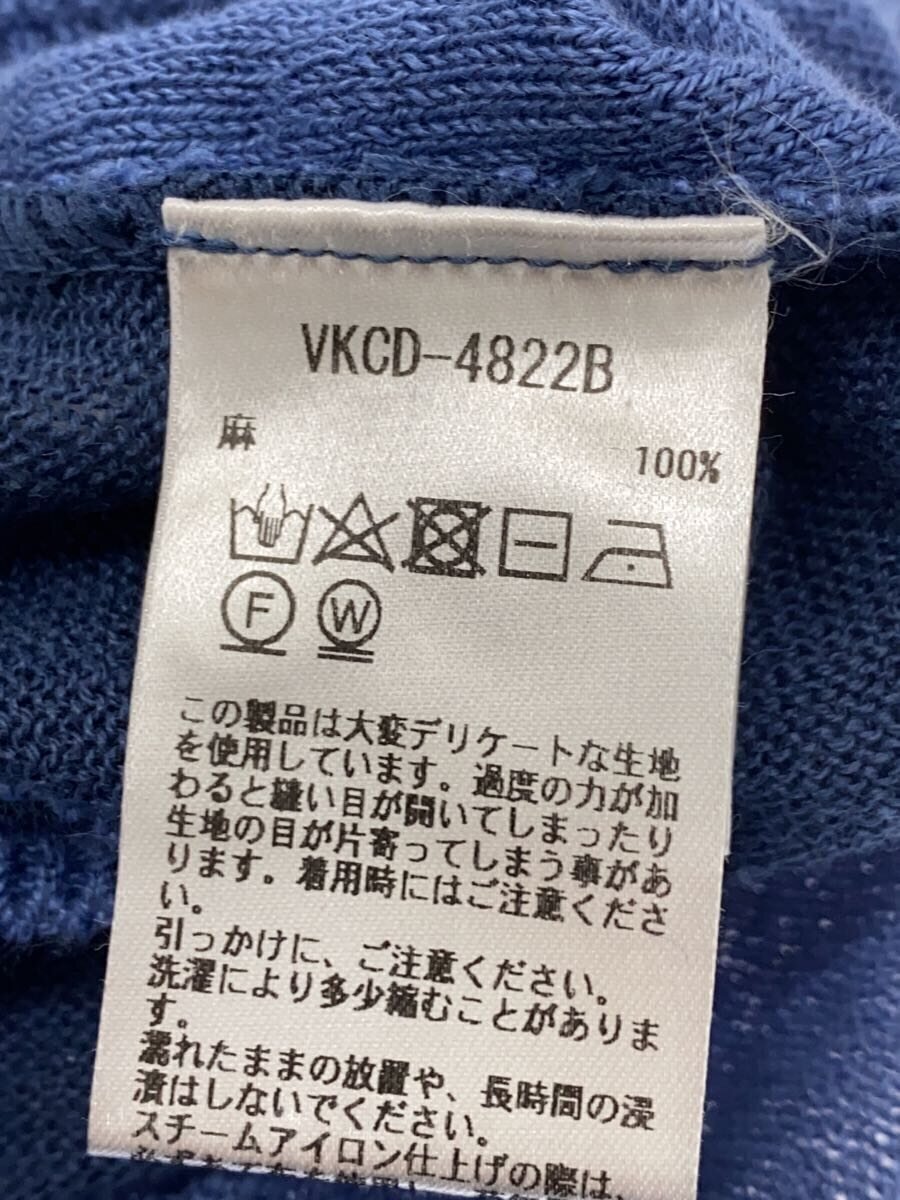 VKCD-4822B
麻
100%
F W
この製品は大変デリケートな生地
を使用しています。過度の力が加
わると縫い目が開いてしまったり
生地の目が片寄ってしまう事があ
ります。着用時にはご注意くださ
い。
引っかけに、ご注意ください。
洗濯により多少縮むことがありま
す。
濡れたままの放置や、長時間の浸
漬はしないでください。
スチームアイロン仕上げの際は、